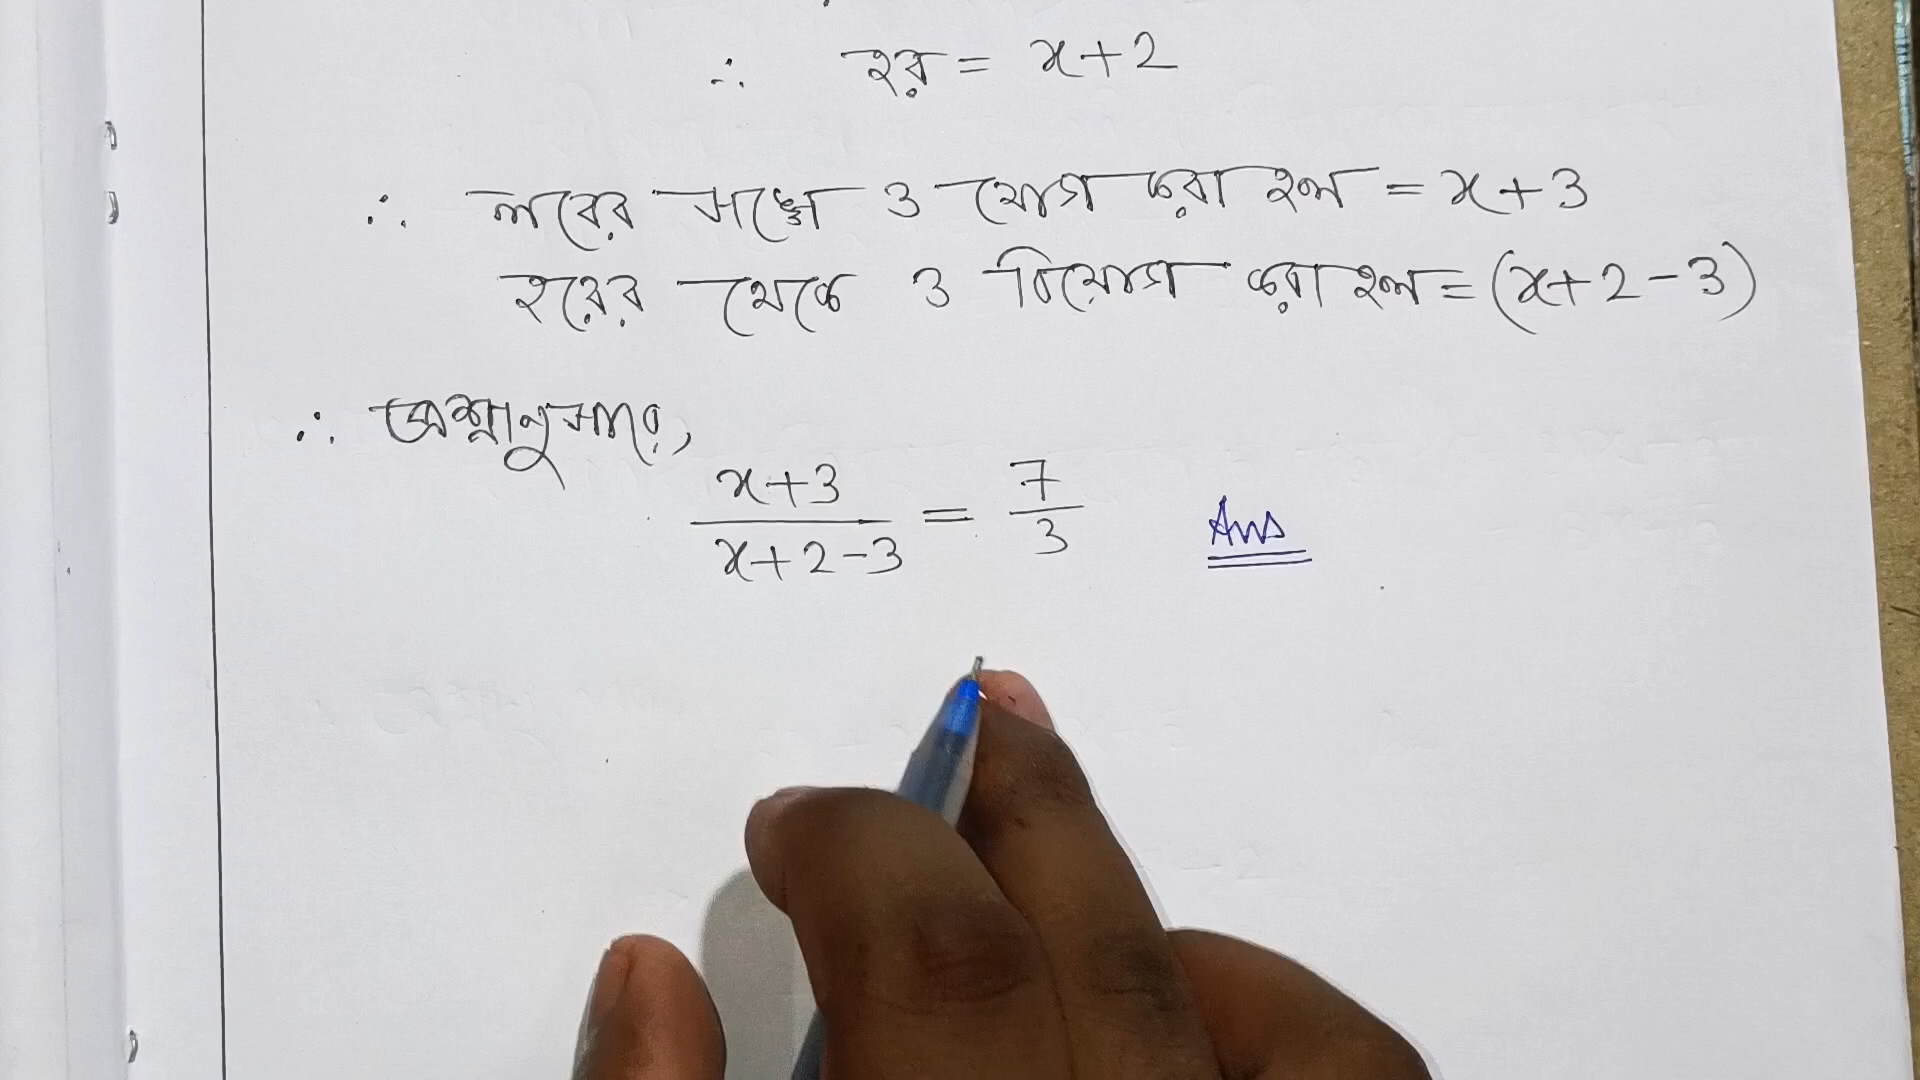 ∴ হর = x+2
∴ লবের সঙ্গে 3 যোগ করা হল = x+3
হরের থেকে 3 বিয়োগ করা হল = (x+2-3)
∴ প্রশ্নানুসারে,
x+3/x+2-3 = 7/3 Ans